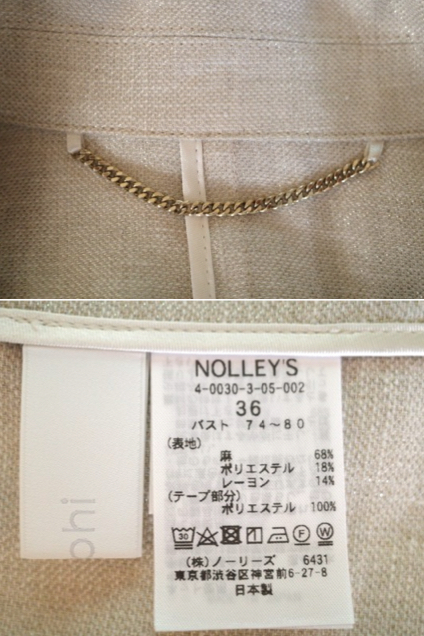 NOLLEY'S
4-0030-3-05-002
36
バスト 74～80
(表地)
麻 68%
ポリエステル 18%
レーヨン 14%
(テープ部分)
ポリエステル 100%
30 F W
(株)ノーリーズ 6431
東京都渋谷区神宮前6-27-8
日本製
phi